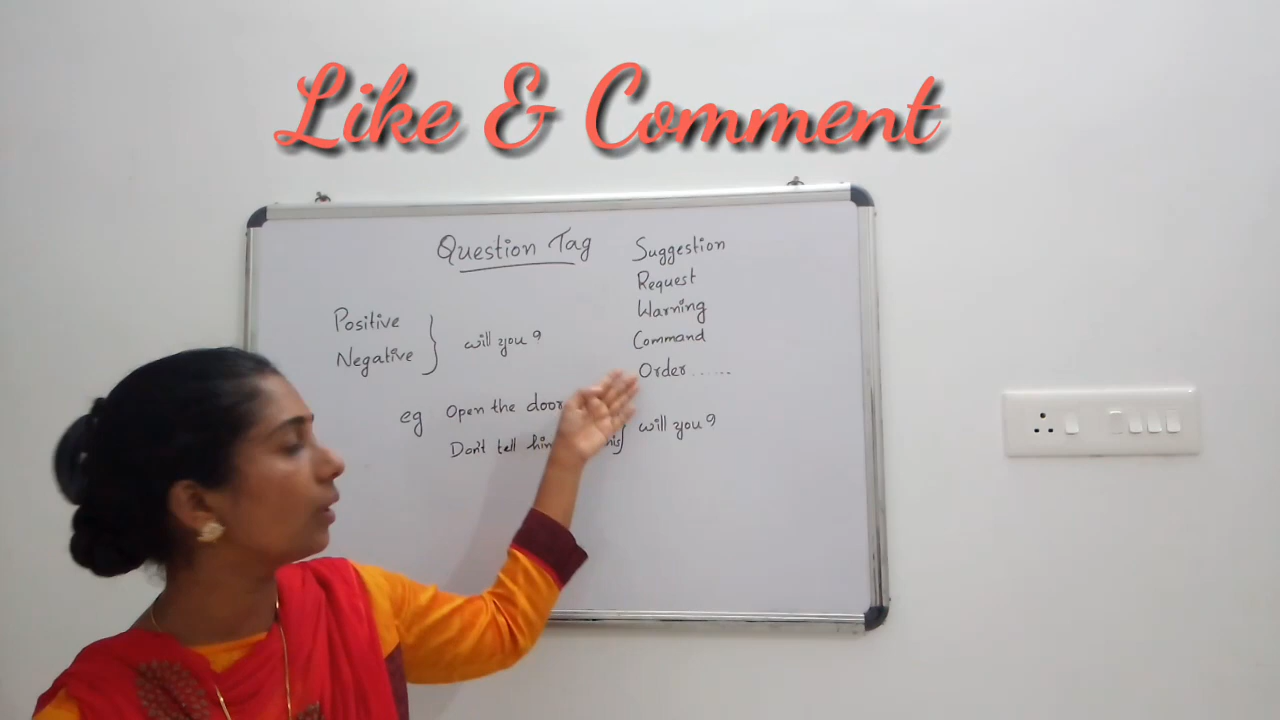 Like & Comment
Question Tag
Suggestion
Request
Warning
Command
Order ......
Positive
Negative
will you?
eg Open the door
Don't tell him
will you?